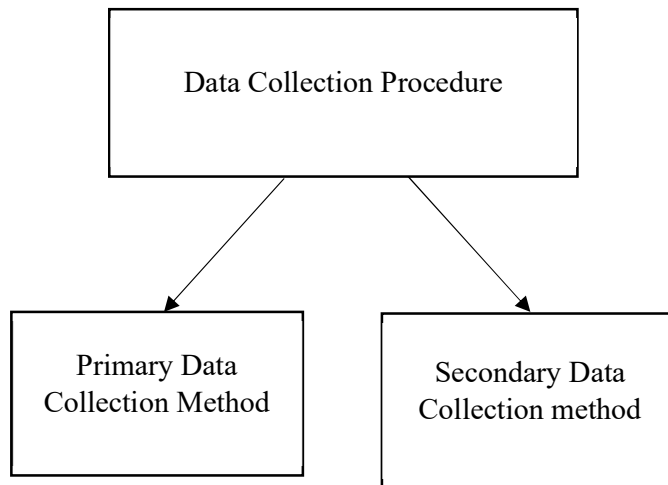 Data Collection Procedure
Primary Data
Collection Method
Secondary Data
Collection method